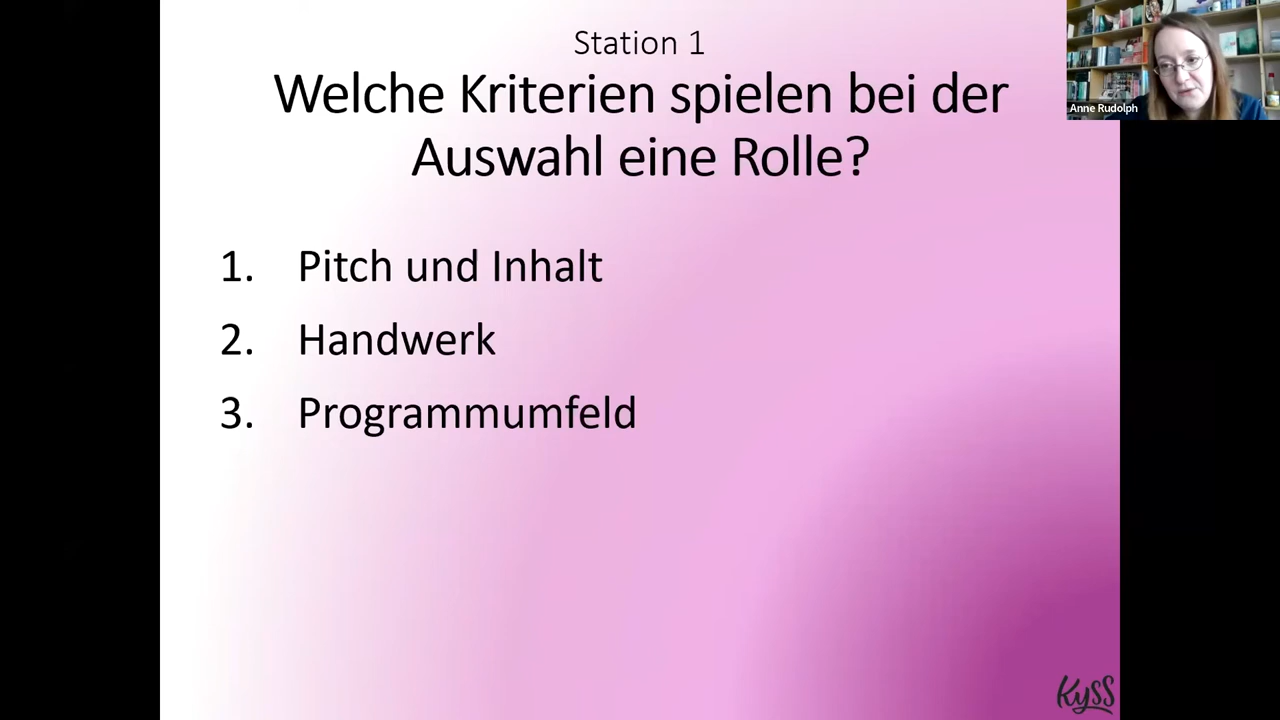 Station 1
Welche Kriterien spielen bei der
Auswahl eine Rolle?
1. Pitch und Inhalt
2. Handwerk
3. Programmumfeld
Anne Rudolph
Kyss